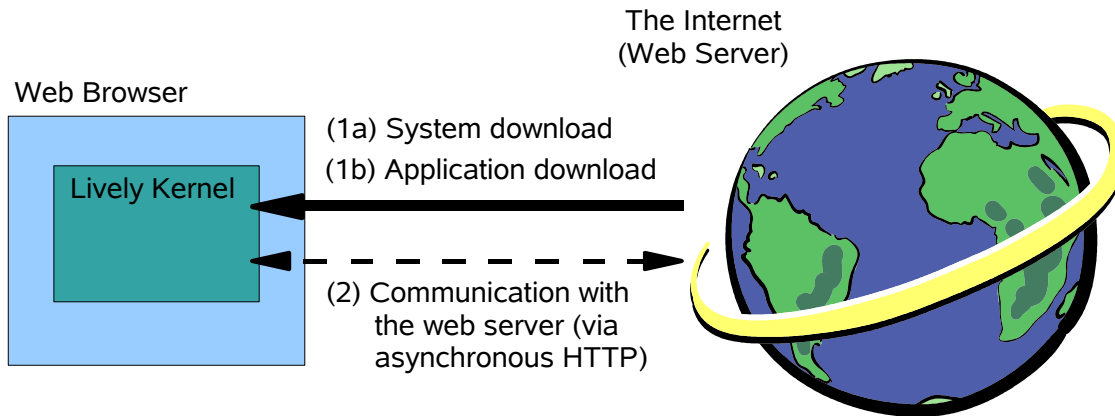 The Internet
(Web Server)
Web Browser
Lively Kernel
(1a) System download
(1b) Application download
(2) Communication with
the web server (via
asynchronous HTTP)